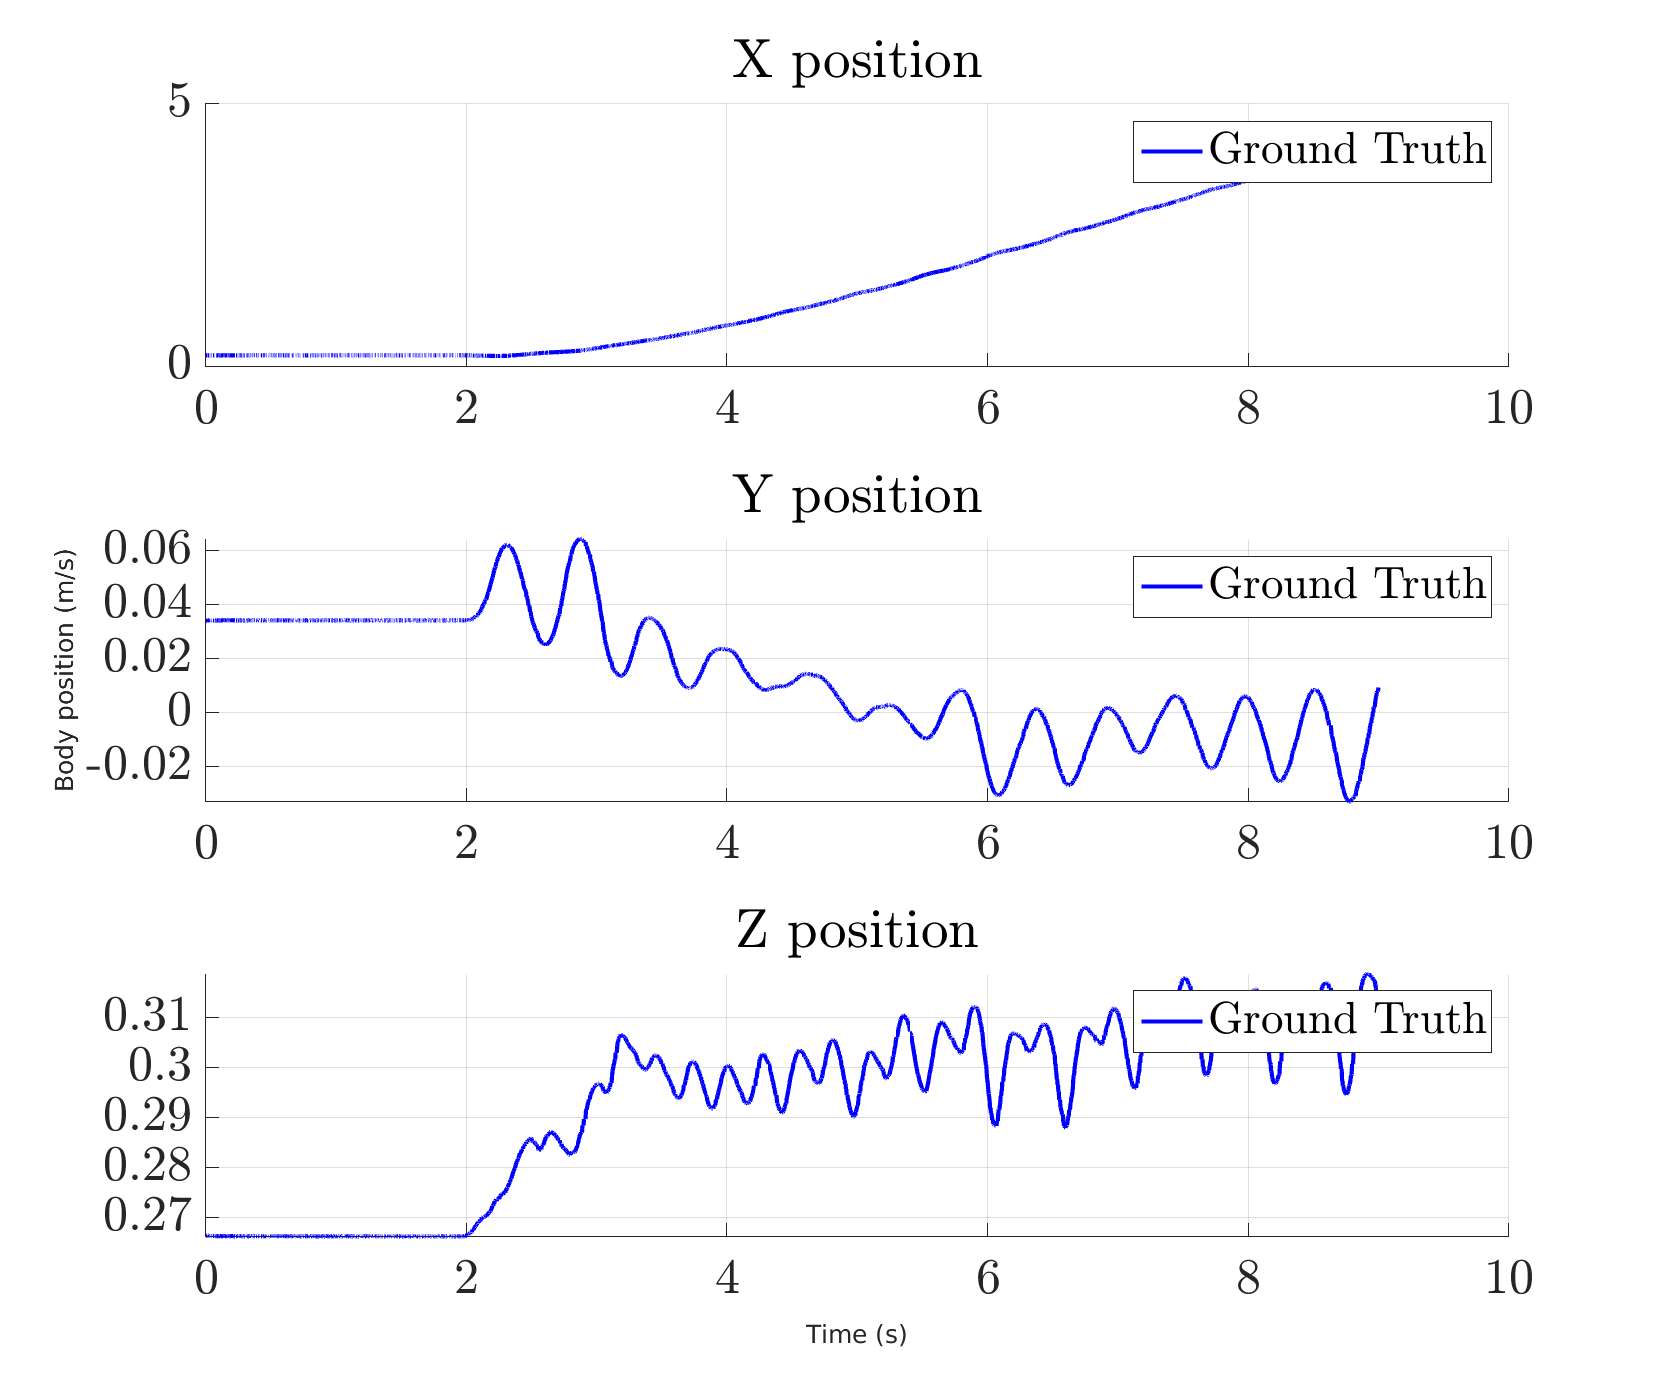 X position
5
Ground Truth
0
0 2 4 6 8 10
Y position
0.06
Ground Truth
0.04
0.02
0
-0.02
Body position (m/s)
0 2 4 6 8 10
Z position
0.31
Ground Truth
0.3
0.29
0.28
0.27
0 2 4 6 8 10
Time (s)